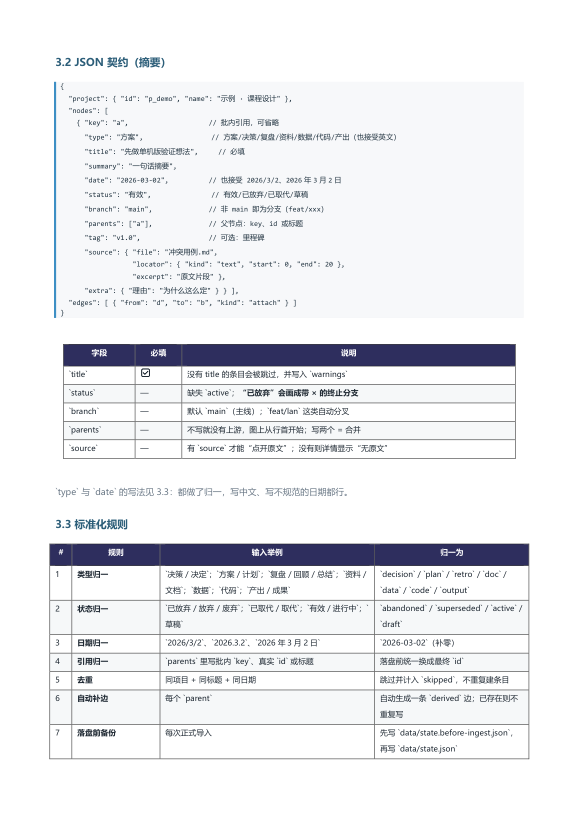 3.2 JSON 契约（摘要）
{
"project": { "id": "p_demo", "name": "示例 · 课程设计" },
"nodes": [
{ "key": "a", // 批内引用，可省略
"type": "方案", // 方案/决策/复盘/资料/数据/代码/产出（也接受英文）
"title": "先做单机版验证想法", // 必填
"summary": "一句话摘要",
"date": "2026-03-02", // 也接受 2026/3/2、2026 年 3 月 2 日
"status": "有效", // 有效/已放弃/已取代/草稿
"branch": "main", // 非 main 即为分支（feat/xxx）
"parents": ["a"], // 父节点：key、id 或标题
"tag": "v1.0", // 可选：里程碑
"source": { "file": "冲突用例.md",
"locator": { "kind": "text", "start": 0, "end": 20 },
"excerpt": "原文片段" },
"extra": { "理由": "为什么这么定" } } ],
"edges": [ { "from": "d", "to": "b", "kind": "attach" } ]
}
字段 必填 说明
`title` ☑ 没有 title 的条目会被跳过，并写入 `warnings`
`status` — 缺失 `active`；“已放弃”会画成带 × 的终止分支
`branch` — 默认 `main`（主线）；`feat/lan` 这类自动分叉
`parents` — 不写就没有上游，图上从行首开始；写两个 = 合并
`source` — 有 `source` 才能“点开原文”；没有则详情显示“无原文”
`type` 与 `date` 的写法见 3.3：都做了归一，写中文、写不规范的日期都行。
3.3 标准化规则
# 规则 输入举例 归一为
1 类型归一 `决策 / 决定`；`方案 / 计划`；`复盘 / 回顾 / 总结`；`资料 / `decision` / `plan` / `retro` / `doc` /
文档`；`数据`；`代码`；`产出 / 成果` `data` / `code` / `output`
2 状态归一 `已放弃 / 放弃 / 废弃`；`已取代 / 取代`；`有效 / 进行中`；` `abandoned` / `superseded` / `active` /
草稿` `draft`
3 日期归一 `2026/3/2`、`2026.3.2`、`2026 年 3 月 2 日` `2026-03-02`（补零）
4 引用归一 `parents` 里写批内 `key`、真实 `id` 或标题 落盘前统一换成最终 `id`
5 去重 同项目 + 同标题 + 同日期 跳过并计入 `skipped`，不重复建条目
6 自动补边 每个 `parent` 自动生成一条 `derived` 边；已存在则不
重复写
7 落盘前备份 每次正式导入 先写 `data/state.before-ingest.json`，
再写 `data/state.json`